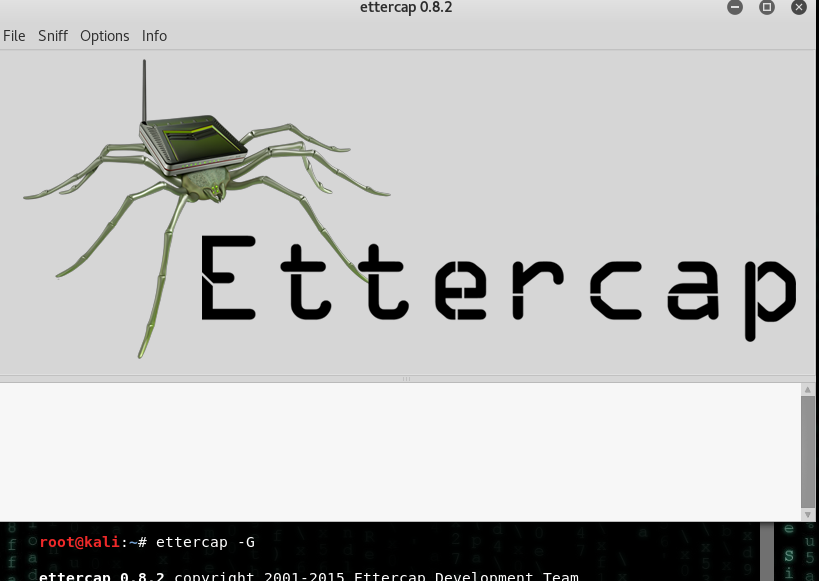 ettercap 0.8.2
File Sniff Options Info
Ettercap
root@kali:~# ettercap -G
ettercap 0.8.2 copyright 2001-2015 Ettercap Development Team